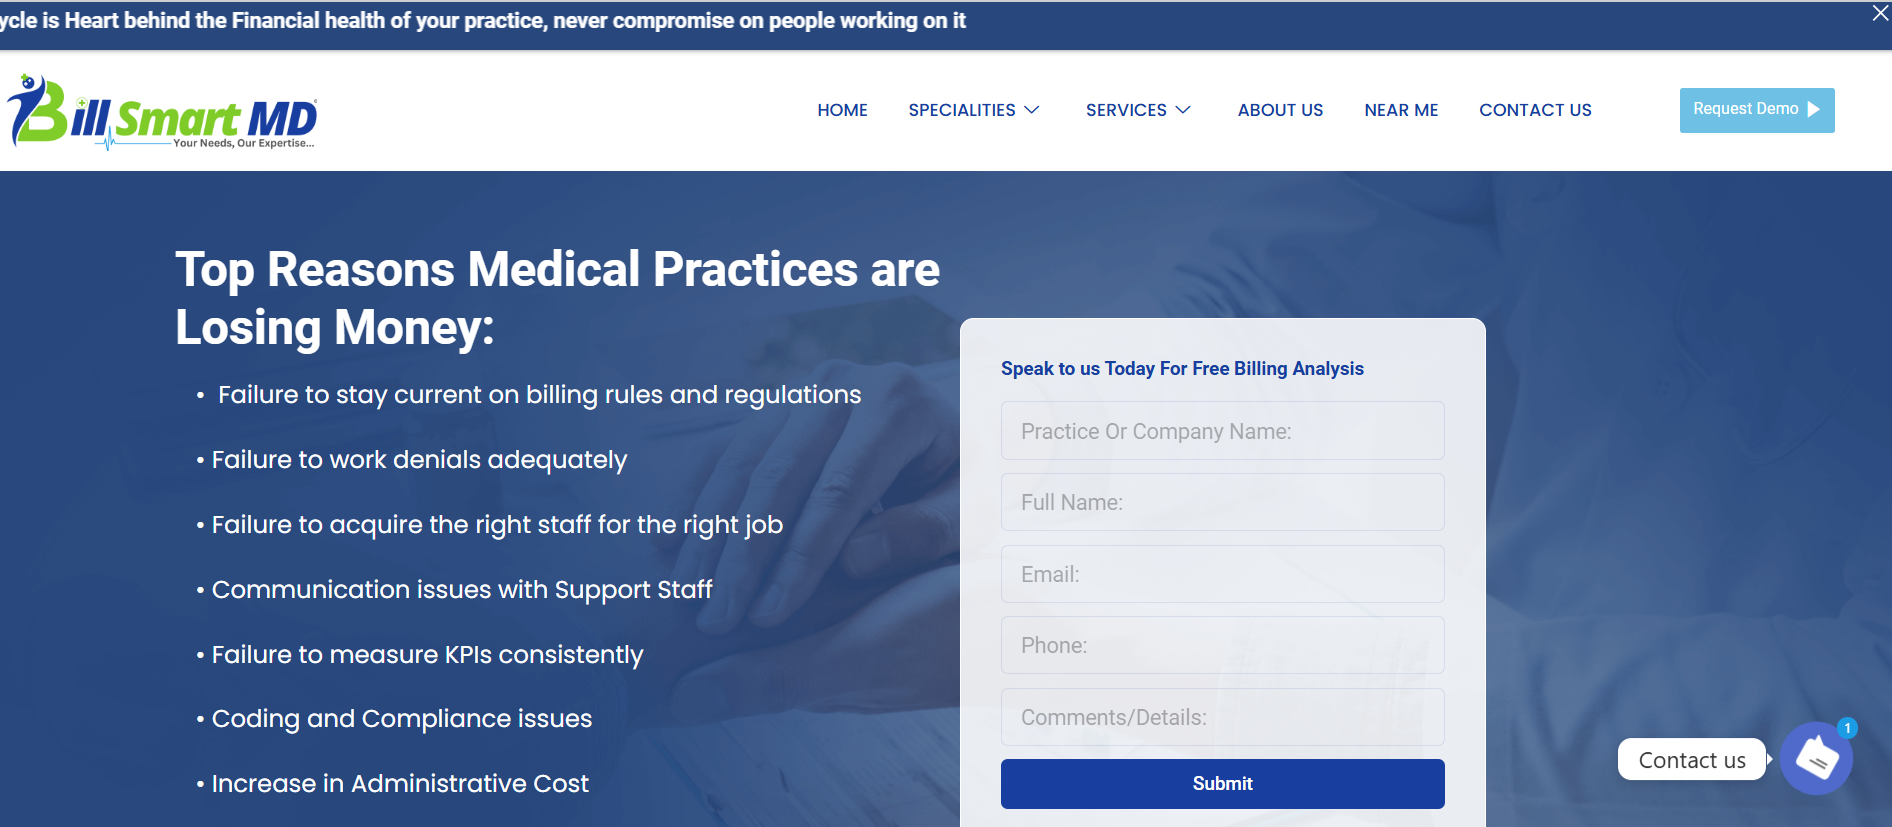 Heart behind the Financial health of your practice, never compromise on people working on it
Bill Smart MD
Your Needs, Our Expertise...
HOME
SPECIALITIES
SERVICES
ABOUT US
NEAR ME
CONTACT US
Request Demo
Top Reasons Medical Practices are
Losing Money:
• Failure to stay current on billing rules and regulations
• Failure to work denials adequately
• Failure to acquire the right staff for the right job
• Communication issues with Support Staff
• Failure to measure KPIs consistently
• Coding and Compliance issues
• Increase in Administrative Cost
Speak to us Today For Free Billing Analysis
Practice Or Company Name:
Full Name:
Email:
Phone:
Comments/Details:
Submit
Contact us
1